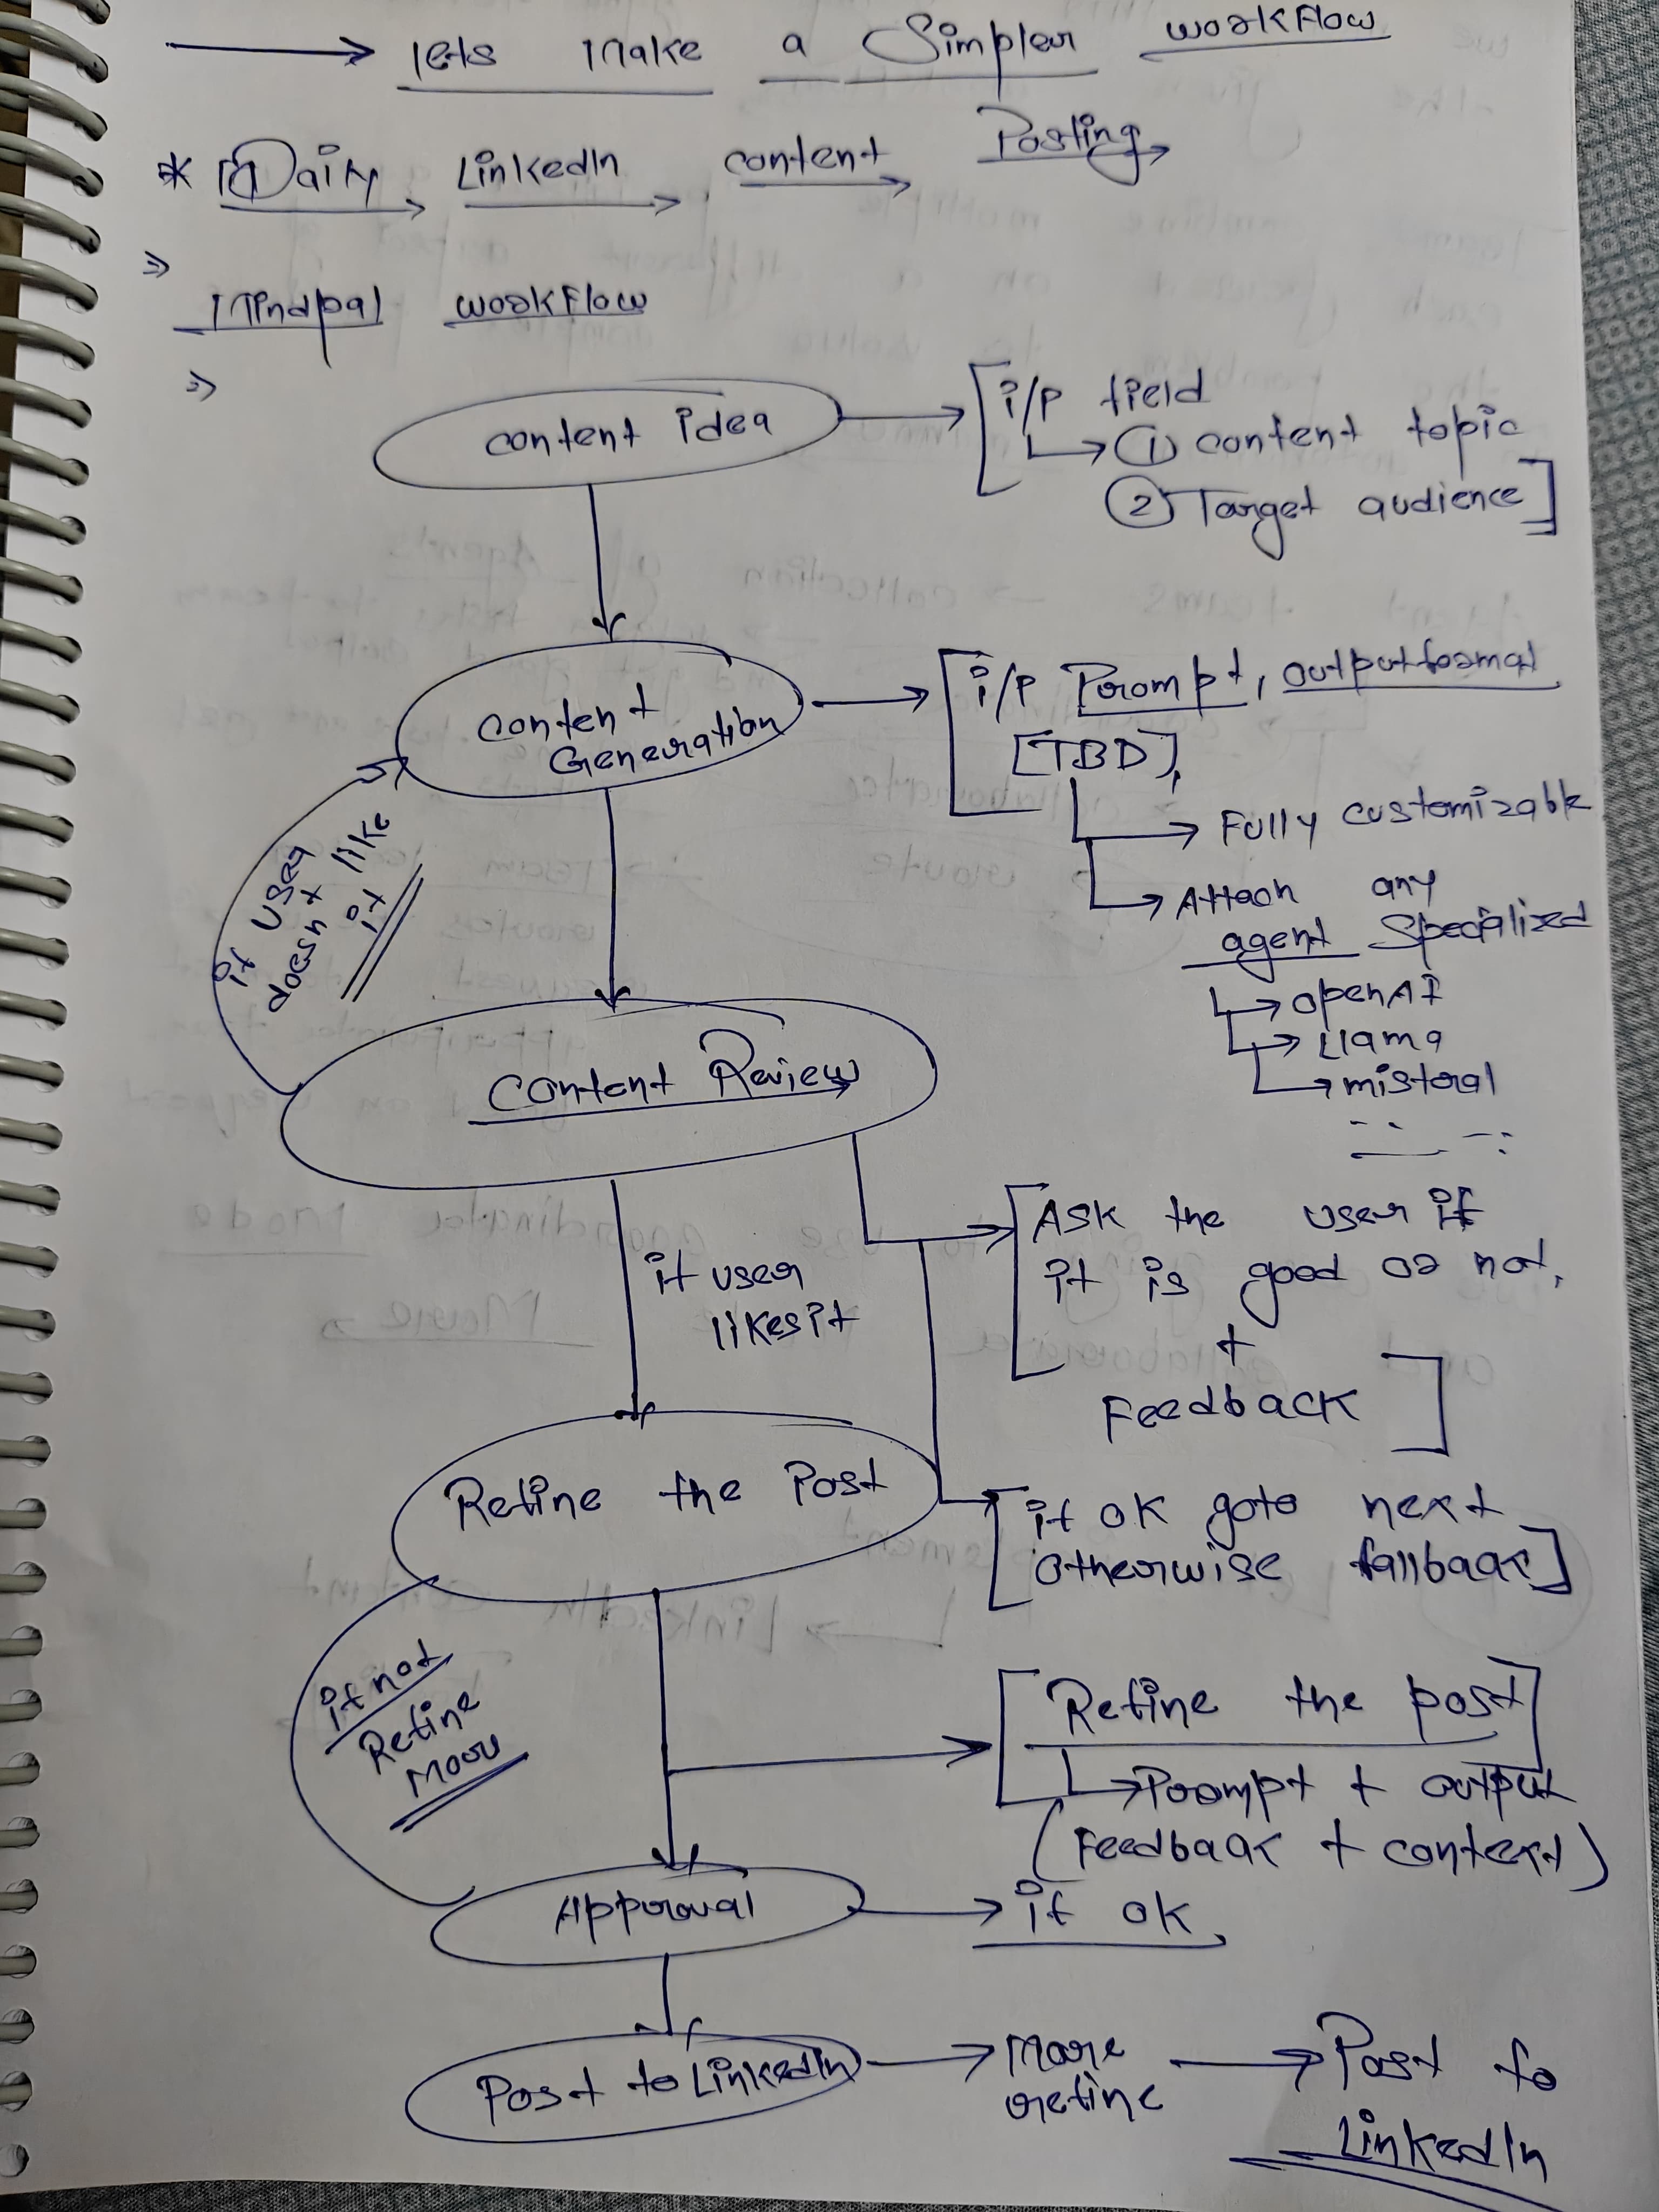 lets Make a Simpler workflow
* Daily LinkedIn content Posting
Mindpal workflow
content idea
i/p field
① content topic
② Target audience
content
Generation
i/p Prompt, output format
[TBD],
Fully customizable
Attach any
agent Specialized
openAI
Llama
mistral
if user
doesnt like
it
Content Review
Ask the user if
it is good or not,
+
Feedback
if user
likes it
Refine the Post
if ok goto next
otherwise fallback
if not
Refine
More
Refine the post
Prompt + output
(Feedback + context)
Approval
if ok
Post to LinkedIn
More
refine
Post to
LinkedIn